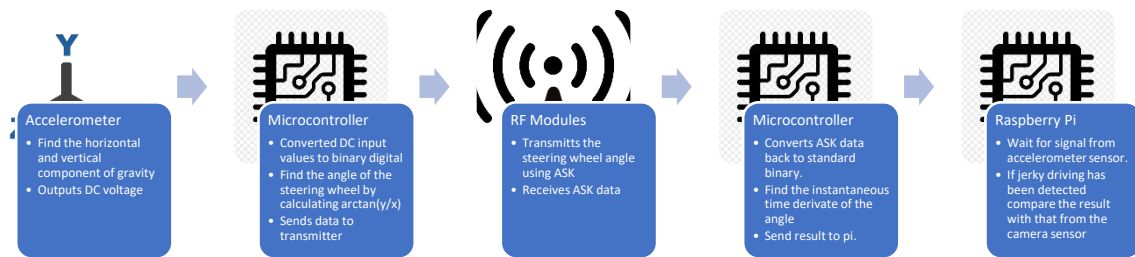 Y
Accelerometer
• Find the horizontal
and vertical
component of gravity
• Outputs DC voltage
Microcontroller
• Converted DC input
values to binary digital
• Find the angle of the
steering wheel by
calculating arctan(y/x)
• Sends data to
transmitter
RF Modules
• Transmitts the
steering wheel angle
using ASK
• Receives ASK data
Microcontroller
• Converts ASK data
back to standard
binary.
• Find the instantaneous
time derivate of the
angle
• Send result to pi.
Raspberry Pi
• Wait for signal from
accelerometer sensor.
• If jerky driving has
been detected
compare the result
with that from the
camera sensor